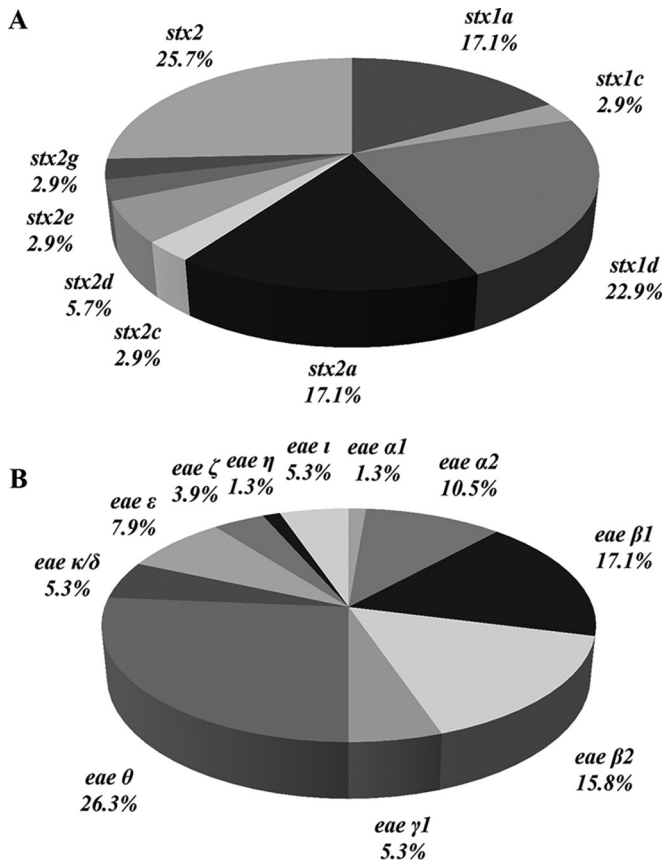 A
stx1a
17.1%
stx1c
2.9%
stx1d
22.9%
stx2a
17.1%
stx2c
2.9%
stx2d
5.7%
stx2e
2.9%
stx2g
2.9%
stx2
25.7%
B
eae α1
1.3%
eae α2
10.5%
eae β1
17.1%
eae β2
15.8%
eae γ1
5.3%
eae θ
26.3%
eae κ/δ
5.3%
eae ε
7.9%
eae ζ
3.9%
eae η
1.3%
eae ι
5.3%